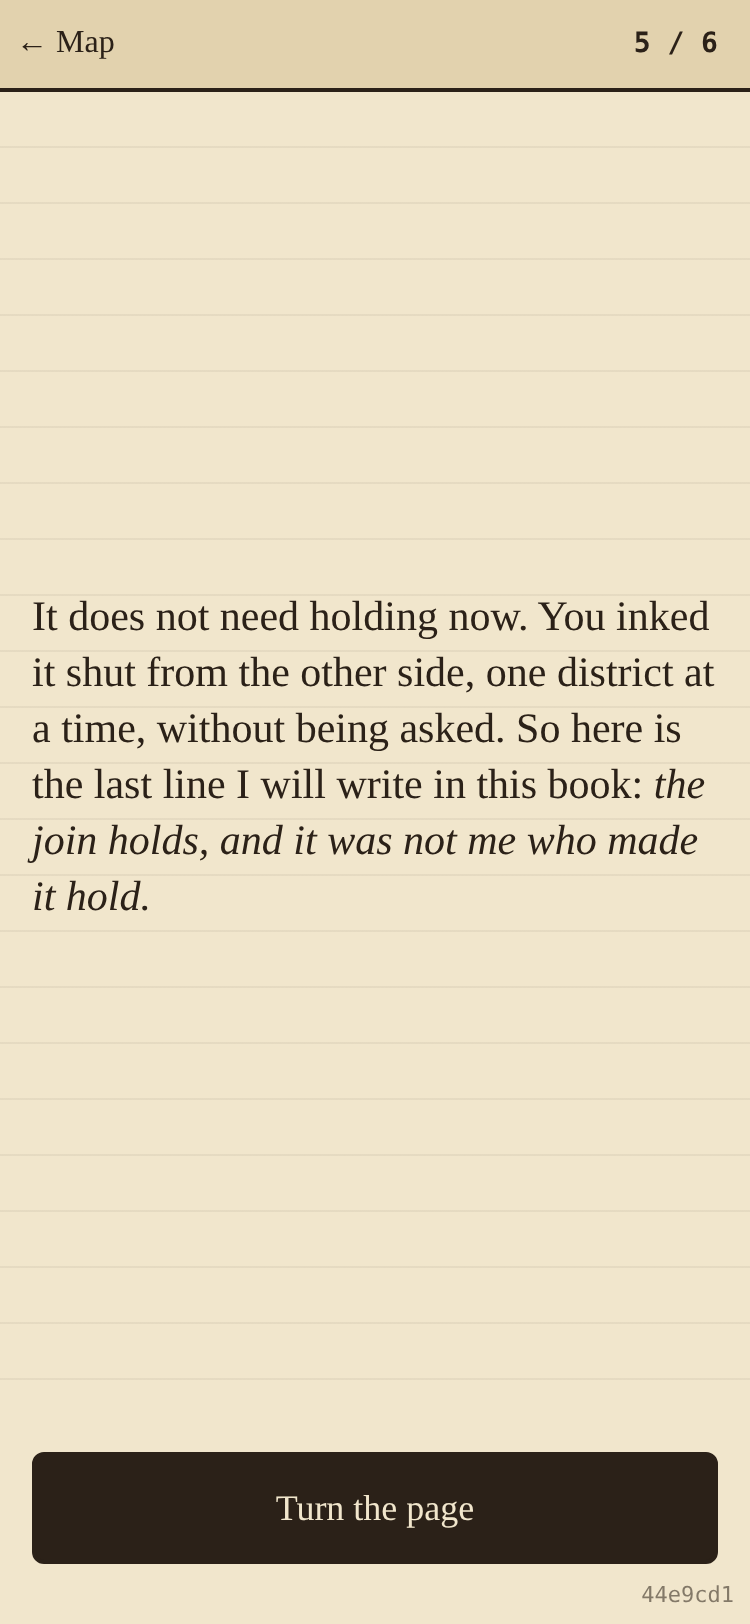 ← Map
5 / 6
It does not need holding now. You inked
it shut from the other side, one district at
a time, without being asked. So here is
the last line I will write in this book: the
join holds, and it was not me who made
it hold.
Turn the page
44e9cd1